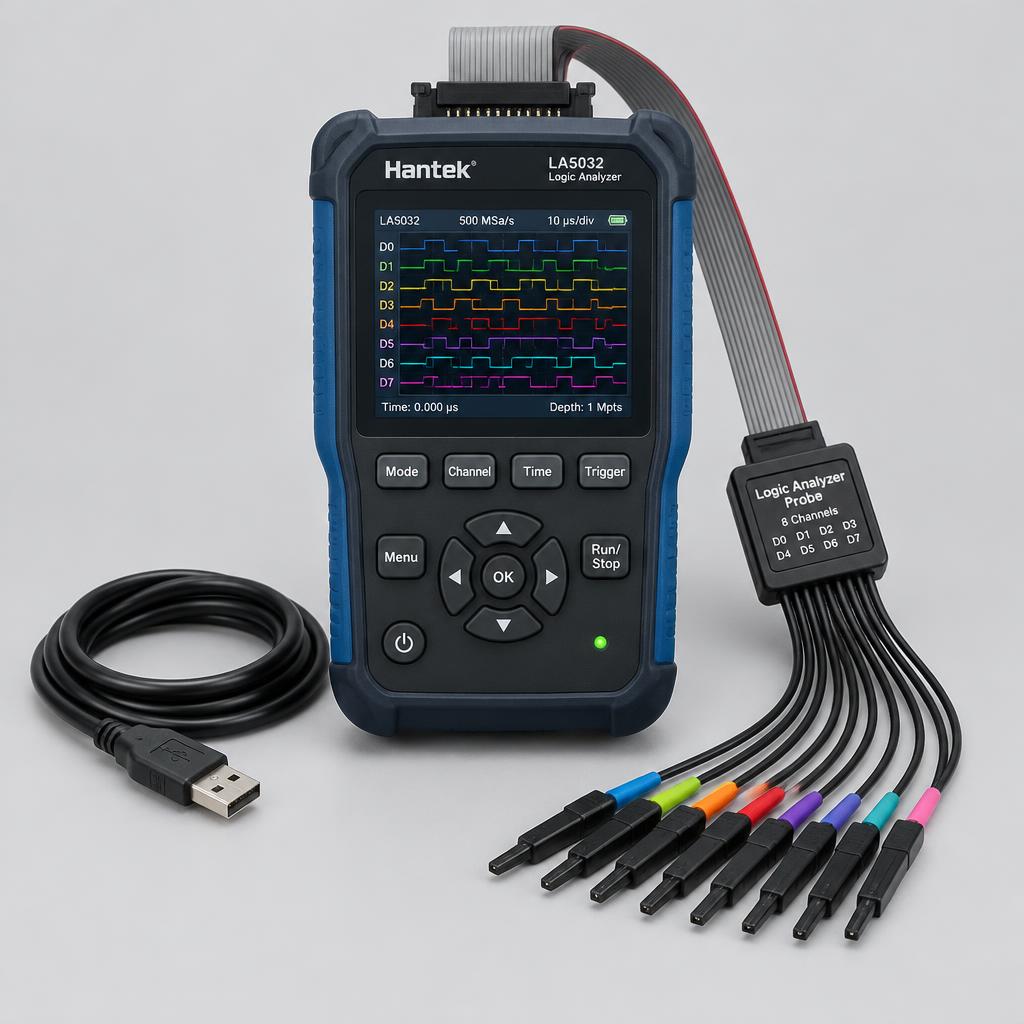 Hantek®
LA5032
Logic Analyzer
LA5032 500 MSa/s 10 µs/div
D0
D1
D2
D3
D4
D5
D6
D7
Time: 0.000 µs Depth: 1 Mpts
Mode Channel Time Trigger
Menu
OK
Run/
Stop
Logic Analyzer
Probe
8 Channels
D0 D1 D2 D3
D4 D5 D6 D7